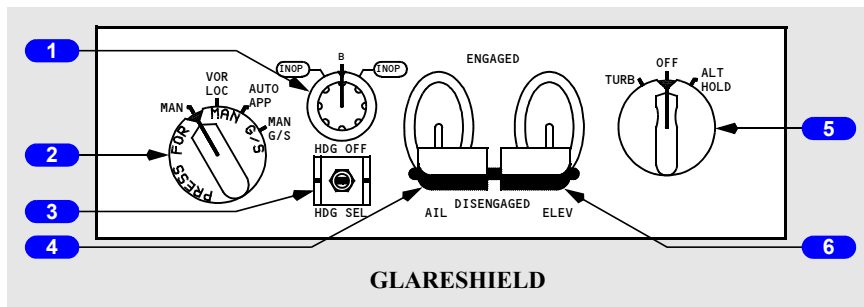 1
2
3
4
5
6
MAN
VOR
LOC
AUTO
APP
MAN
G/S
PRESS FOR MAN G/S
INOP
B
INOP
HDG OFF
HDG SEL
ENGAGED
DISENGAGED
AIL
ELEV
TURB
OFF
ALT
HOLD
GLARESHIELD